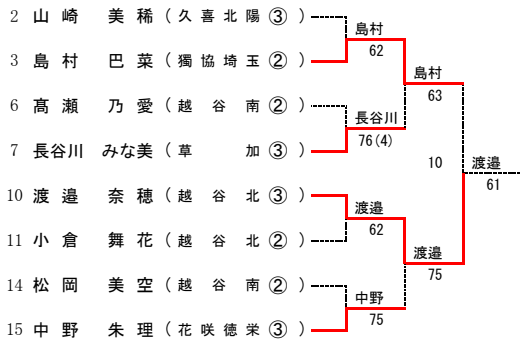 2 山崎 美稀 (久喜北陽 ③)
島村
3 島村 巴菜 (獨協埼玉 ②)
62
島村
63
6 髙瀬 乃愛 (越谷南 ②)
長谷川
7 長谷川 みな美 (草加 ③)
76(4)
10
渡邉
61
10 渡邉 奈穂 (越谷北 ③)
渡邉
11 小倉 舞花 (越谷北 ②)
62
渡邉
75
14 松岡 美空 (越谷南 ②)
中野
15 中野 朱理 (花咲徳栄 ③)
75